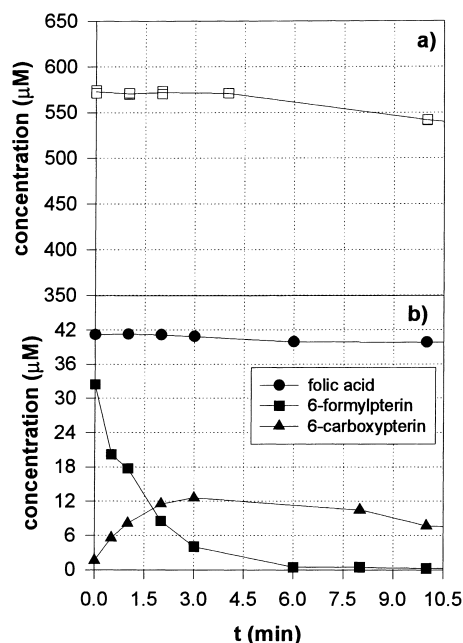 a)
concentration (μM)
650
600
550
500
450
400
350
b)
concentration (μM)
42
36
30
24
18
12
6
0
folic acid
6-formylpterin
6-carboxypterin
0.0 1.5 3.0 4.5 6.0 7.5 9.0 10.5
t (min)